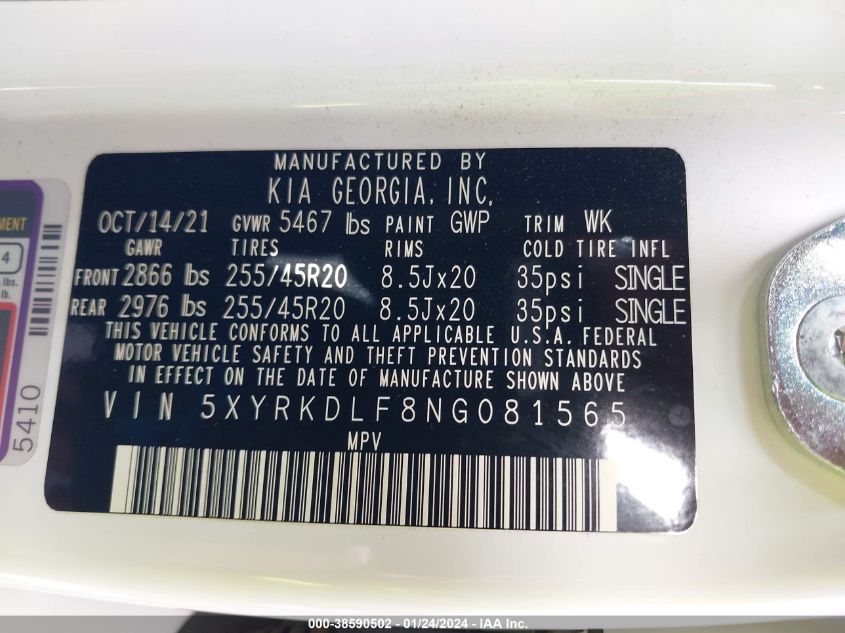 MANUFACTURED BY
KIA GEORGIA, INC.
OCT/14/21 GVWR 5467 lbs PAINT GWP TRIM WK
GAWR TIRES RIMS COLD TIRE INFL
FRONT 2866 lbs 255/45R20 8.5Jx20 35psi SINGLE
REAR 2976 lbs 255/45R20 8.5Jx20 35psi SINGLE
THIS VEHICLE CONFORMS TO ALL APPLICABLE U.S.A. FEDERAL
MOTOR VEHICLE SAFETY AND THEFT PREVENTION STANDARDS
IN EFFECT ON THE DATE OF MANUFACTURE SHOWN ABOVE
VIN 5XYRKDLF8NG081565
MPV
4
lbs.
lb.
5410
000-38590502 - 01/24/2024 - IAA Inc.